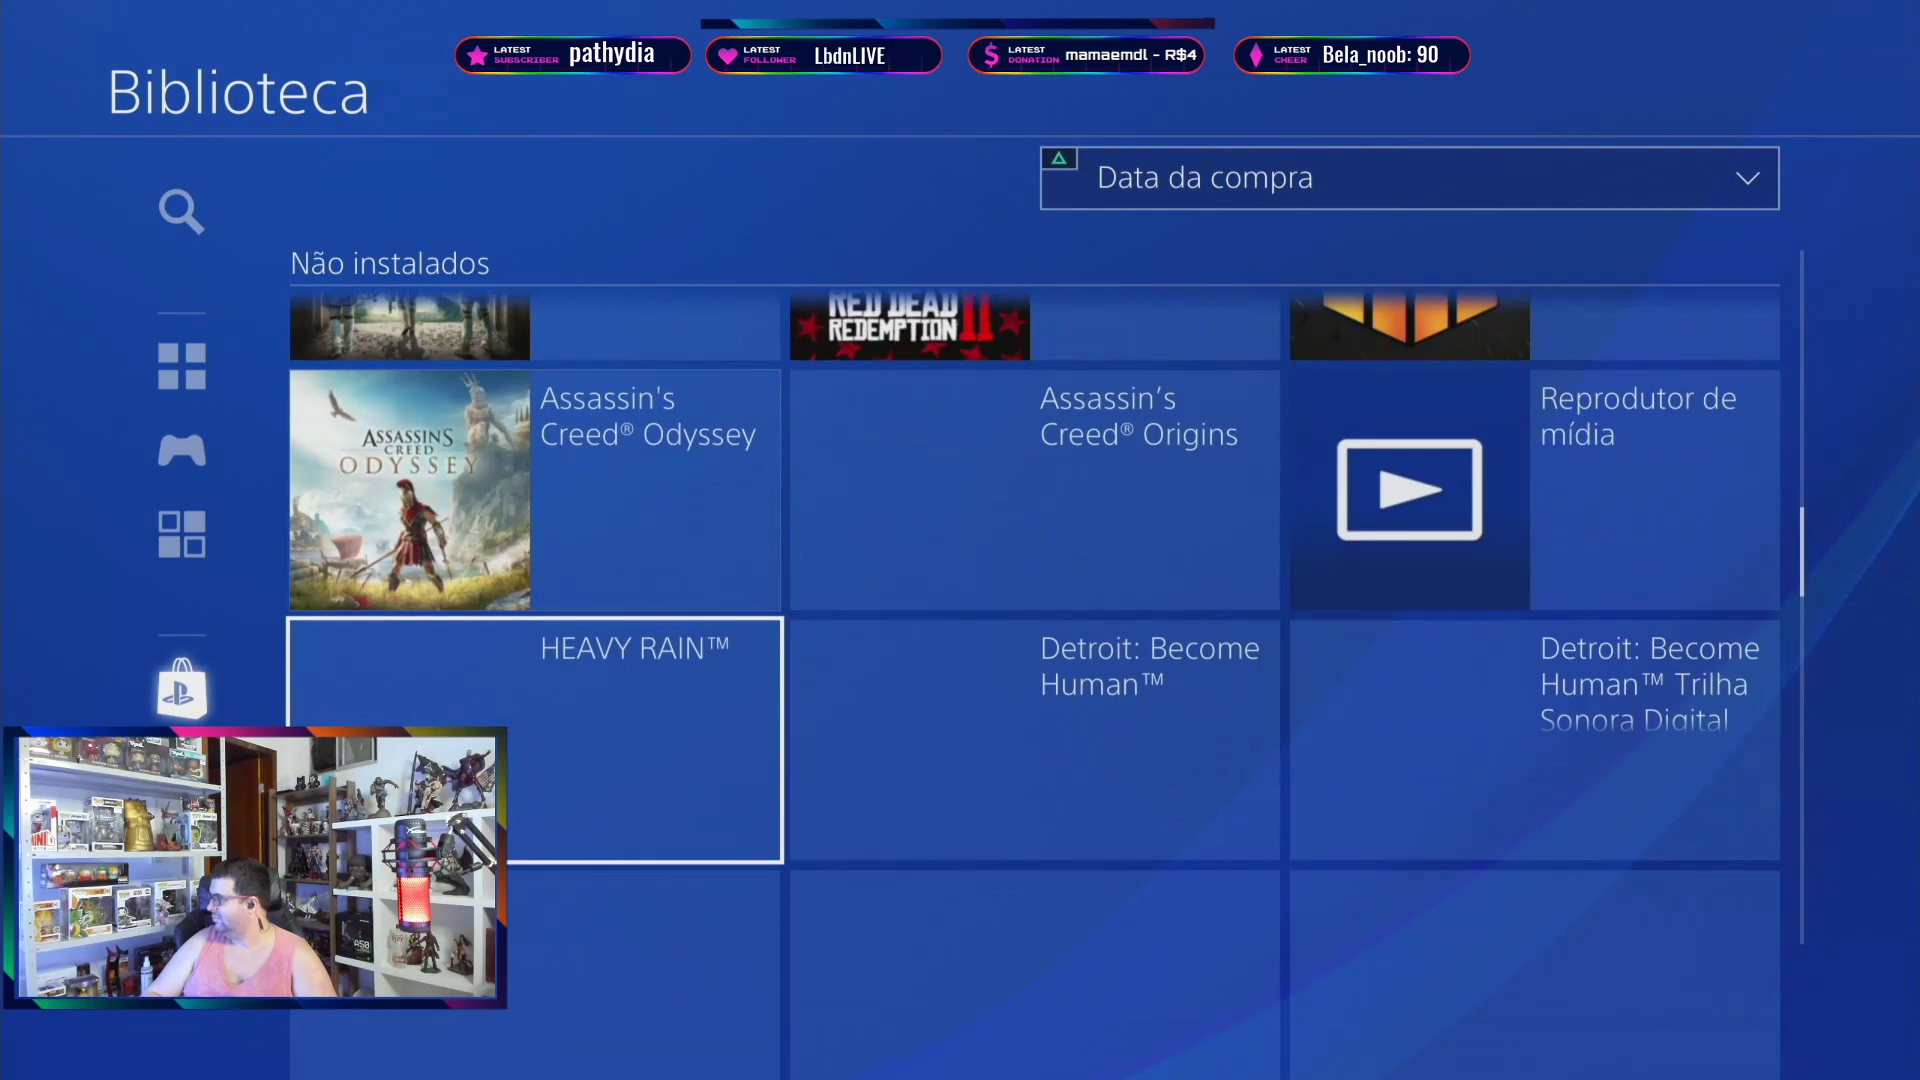 LATEST
SUBSCRIBER
pathydia
LATEST
FOLLOWER
LbdnLIVE
LATEST
DONATION
mamaemdl - R$4
LATEST
CHEER
Bela_noob: 90
Biblioteca
Data da compra
Não instalados
RED DEAD
REDEMPTION II
ASSASSIN'S
CREED
ODYSSEY
Assassin's
Creed® Odyssey
Assassin's
Creed® Origins
Reprodutor de
mídia
HEAVY RAIN™
Detroit: Become
Human™
Detroit: Become
Human™ Trilha
Sonora Digital
A50